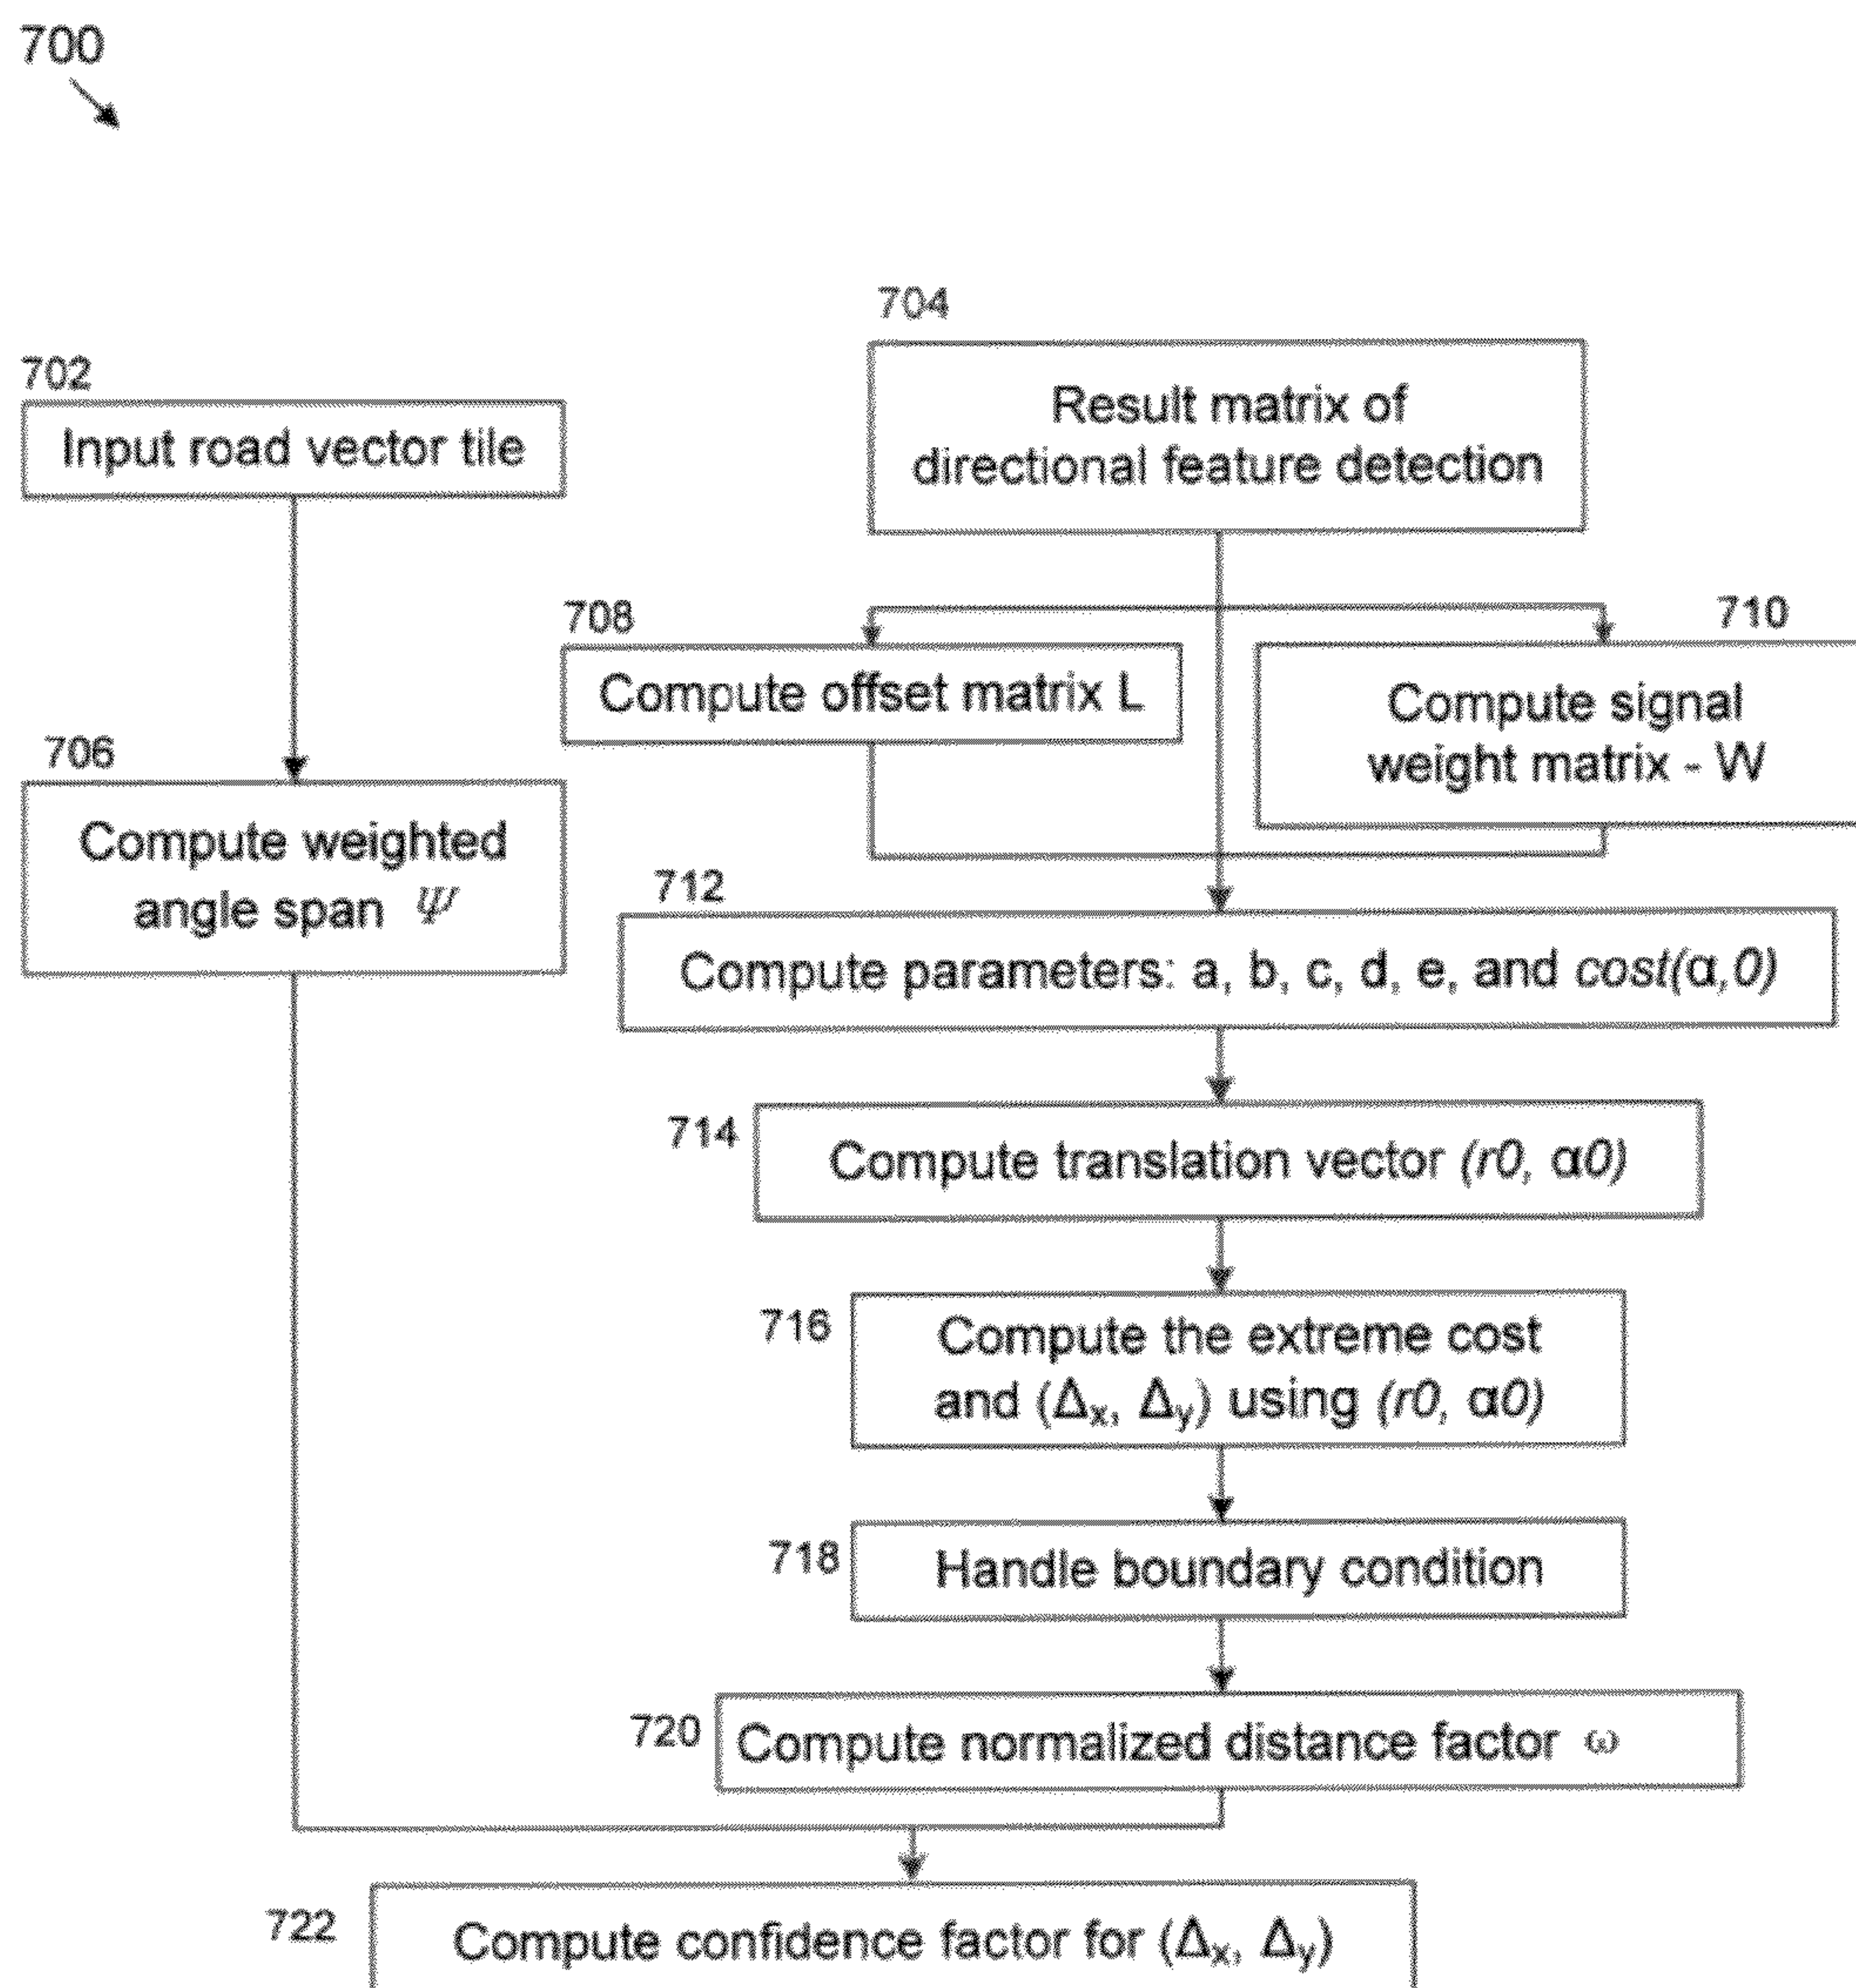 700
704
Result matrix of
directional feature detection
702
Input road vector tile
708
Compute offset matrix L
710
Compute signal
weight matrix - W
706
Compute weighted
angle span Ψ
712
Compute parameters: a, b, c, d, e, and cost(α,0)
714
Compute translation vector (r0, α0)
716
Compute the extreme cost
and (Δx, Δy) using (r0, α0)
718
Handle boundary condition
720
Compute normalized distance factor ω
722
Compute confidence factor for (Δx, Δy)